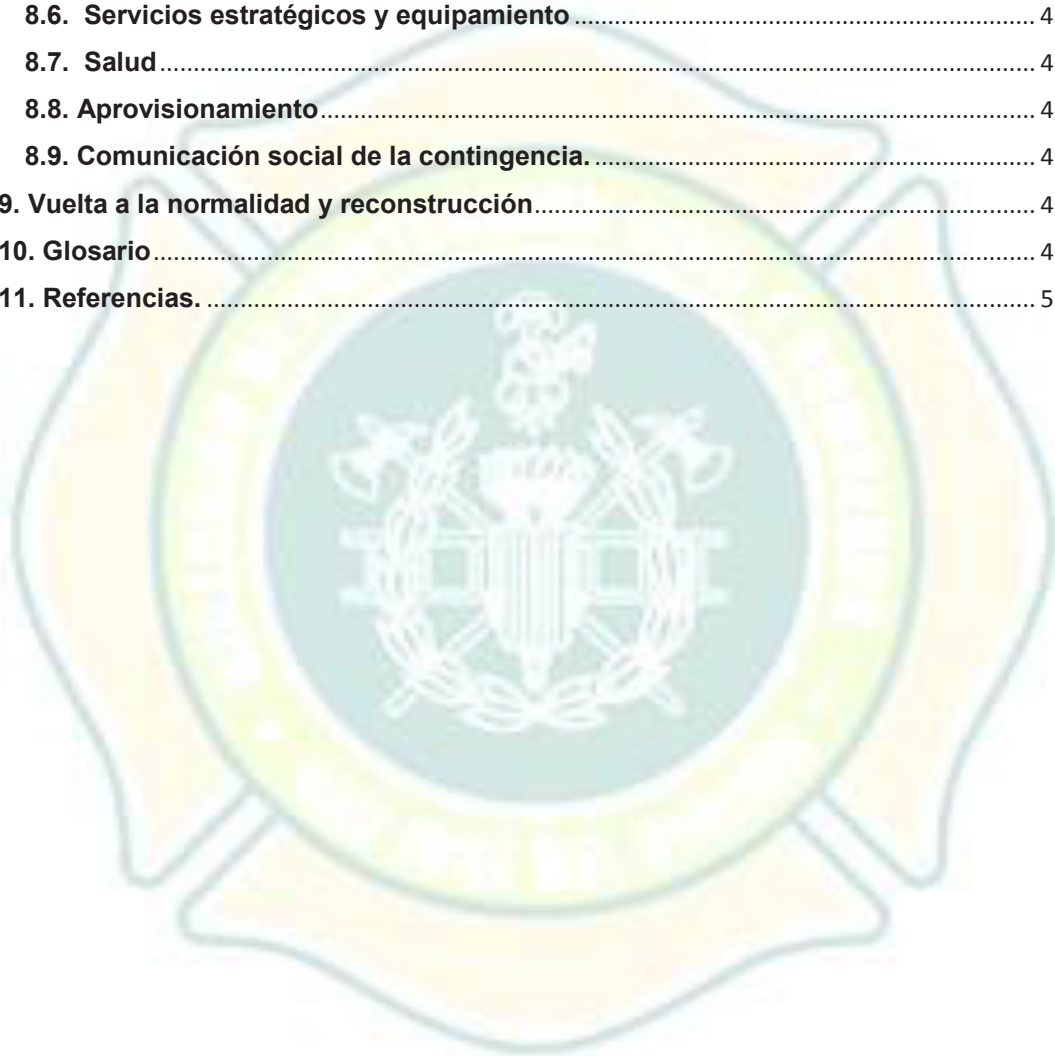 8.6.  Servicios estratégicos y equipamiento ........................................................ 4
8.7.  Salud ........................................................................................................ 4
8.8. Aprovisionamiento ..................................................................................... 4
8.9. Comunicación social de la contingencia. ...................................................... 4
9. Vuelta a la normalidad y reconstrucción ............................................................. 4
10. Glosario ............................................................................................................ 4
11. Referencias. ...................................................................................................... 5